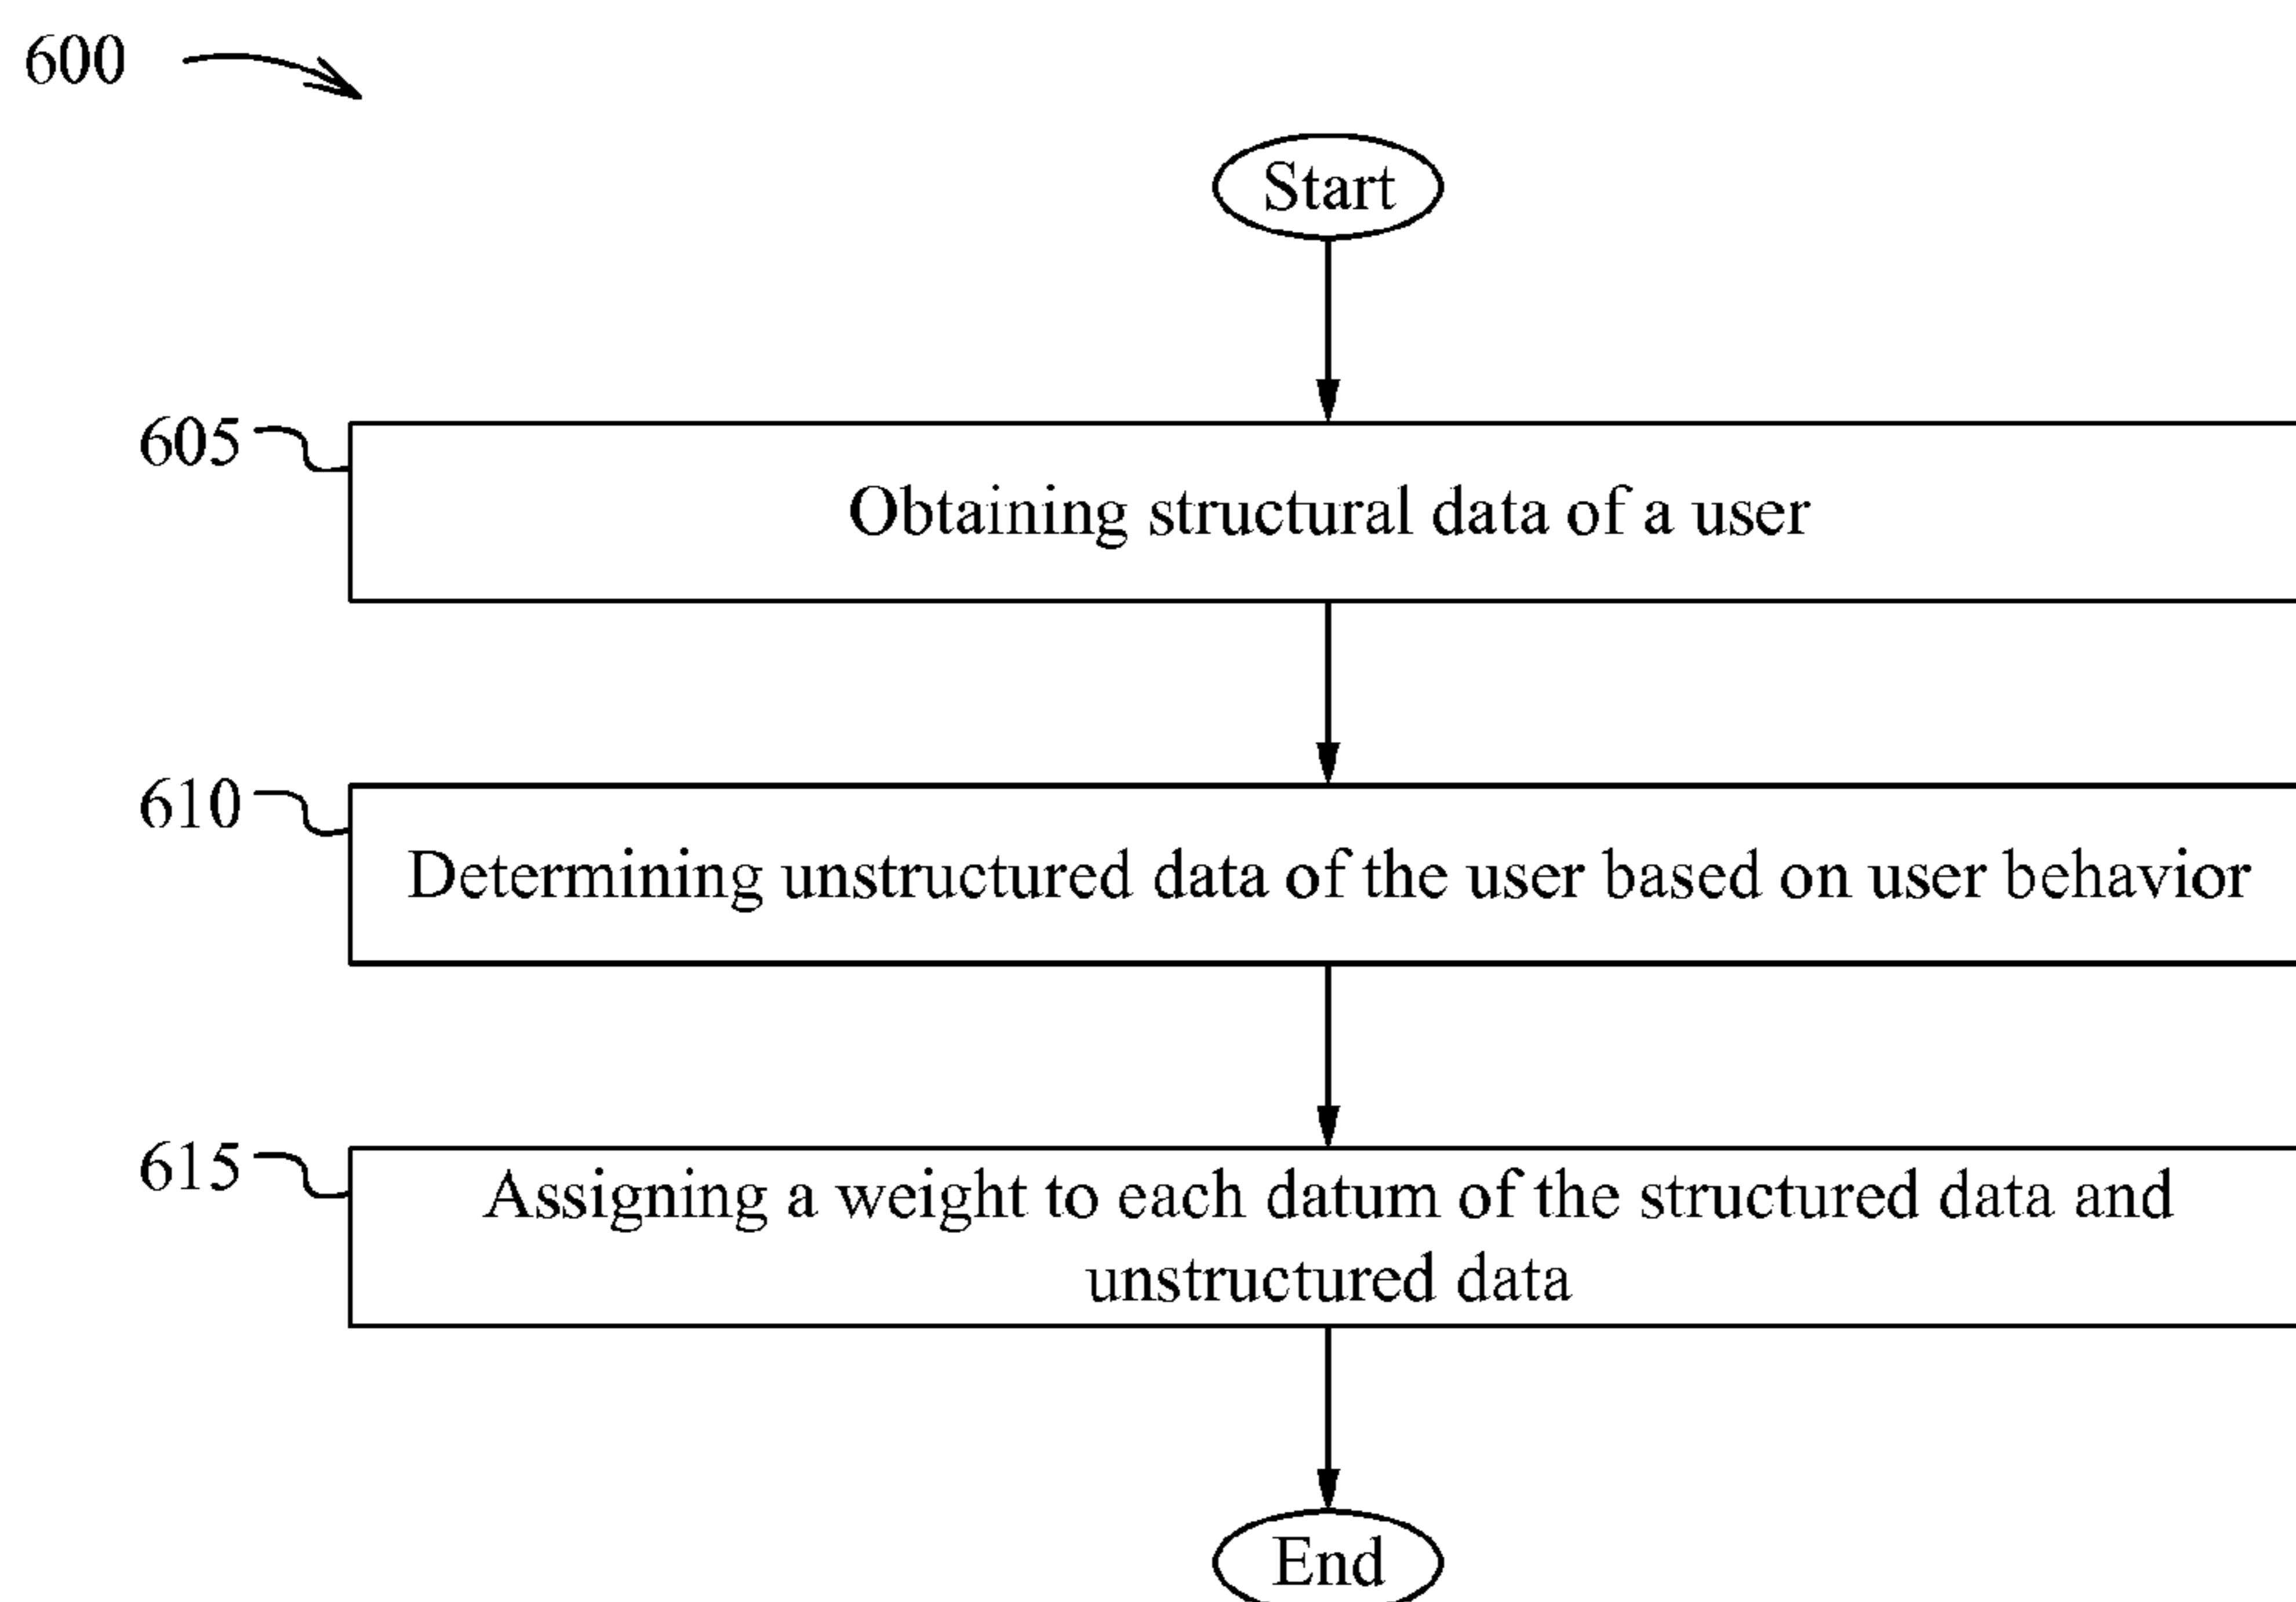 600
Start
605
Obtaining structural data of a user
610
Determining unstructured data of the user based on user behavior
615
Assigning a weight to each datum of the structured data and
unstructured data
End